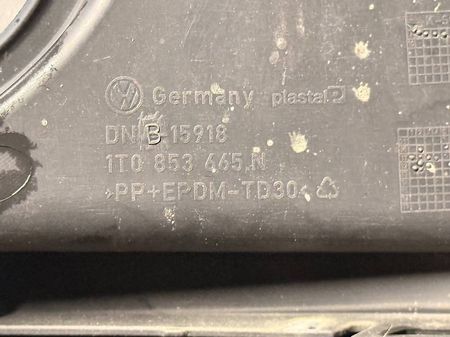 Germany plastal
DN B 15918
1T0 853 465 N
>PP+EPDM-TD30<